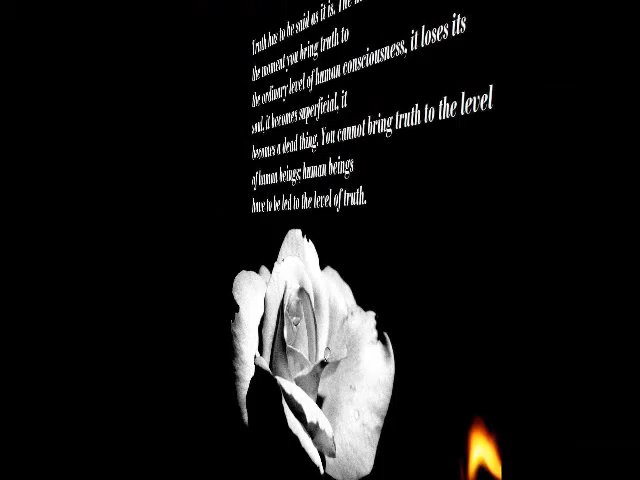 Truth has to be said as it is. The
the moment you bring truth to
the ordinary level of human consciousness, it loses its
soul, it becomes superficial, it
becomes a dead thing. You cannot bring truth to the level
of human beings; human beings
have to be led to the level of truth.